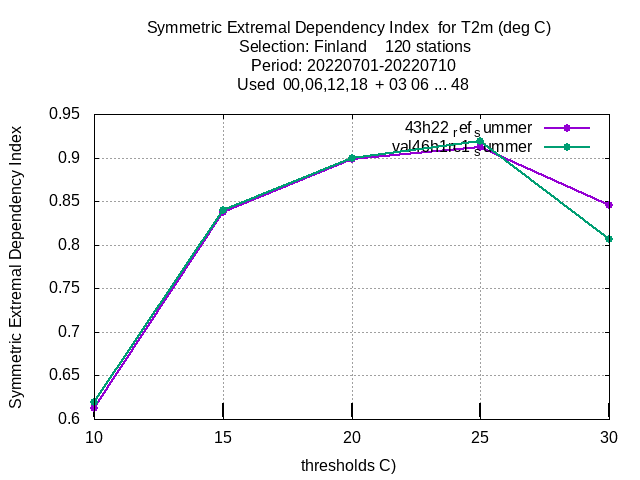 Symmetric Extremal Dependency Index for T2m (deg C)
Selection: Finland 120 stations
Period: 20220701-20220710
Used 00,06,12,18 + 03 06 ... 48
Symmetric Extremal Dependency Index
0.95
0.9
0.85
0.8
0.75
0.7
0.65
0.6
43h22ref summer
summer
10
15
20
25
30
thresholds C)